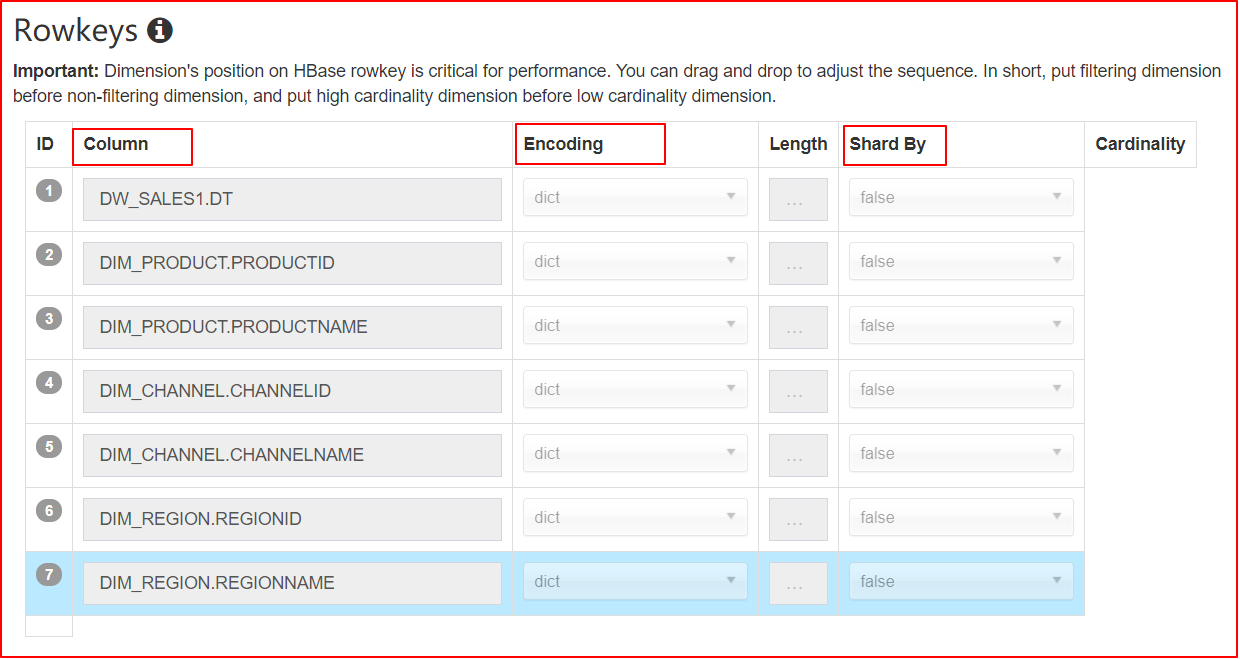 Rowkeys
Important: Dimension's position on HBase rowkey is critical for performance. You can drag and drop to adjust the sequence. In short, put filtering dimension
before non-filtering dimension, and put high cardinality dimension before low cardinality dimension.
ID Column Encoding Length Shard By Cardinality
1 DW_SALES1.DT dict ... false
2 DIM_PRODUCT.PRODUCTID dict ... false
3 DIM_PRODUCT.PRODUCTNAME dict ... false
4 DIM_CHANNEL.CHANNELID dict ... false
5 DIM_CHANNEL.CHANNELNAME dict ... false
6 DIM_REGION.REGIONID dict ... false
7 DIM_REGION.REGIONNAME dict ... false